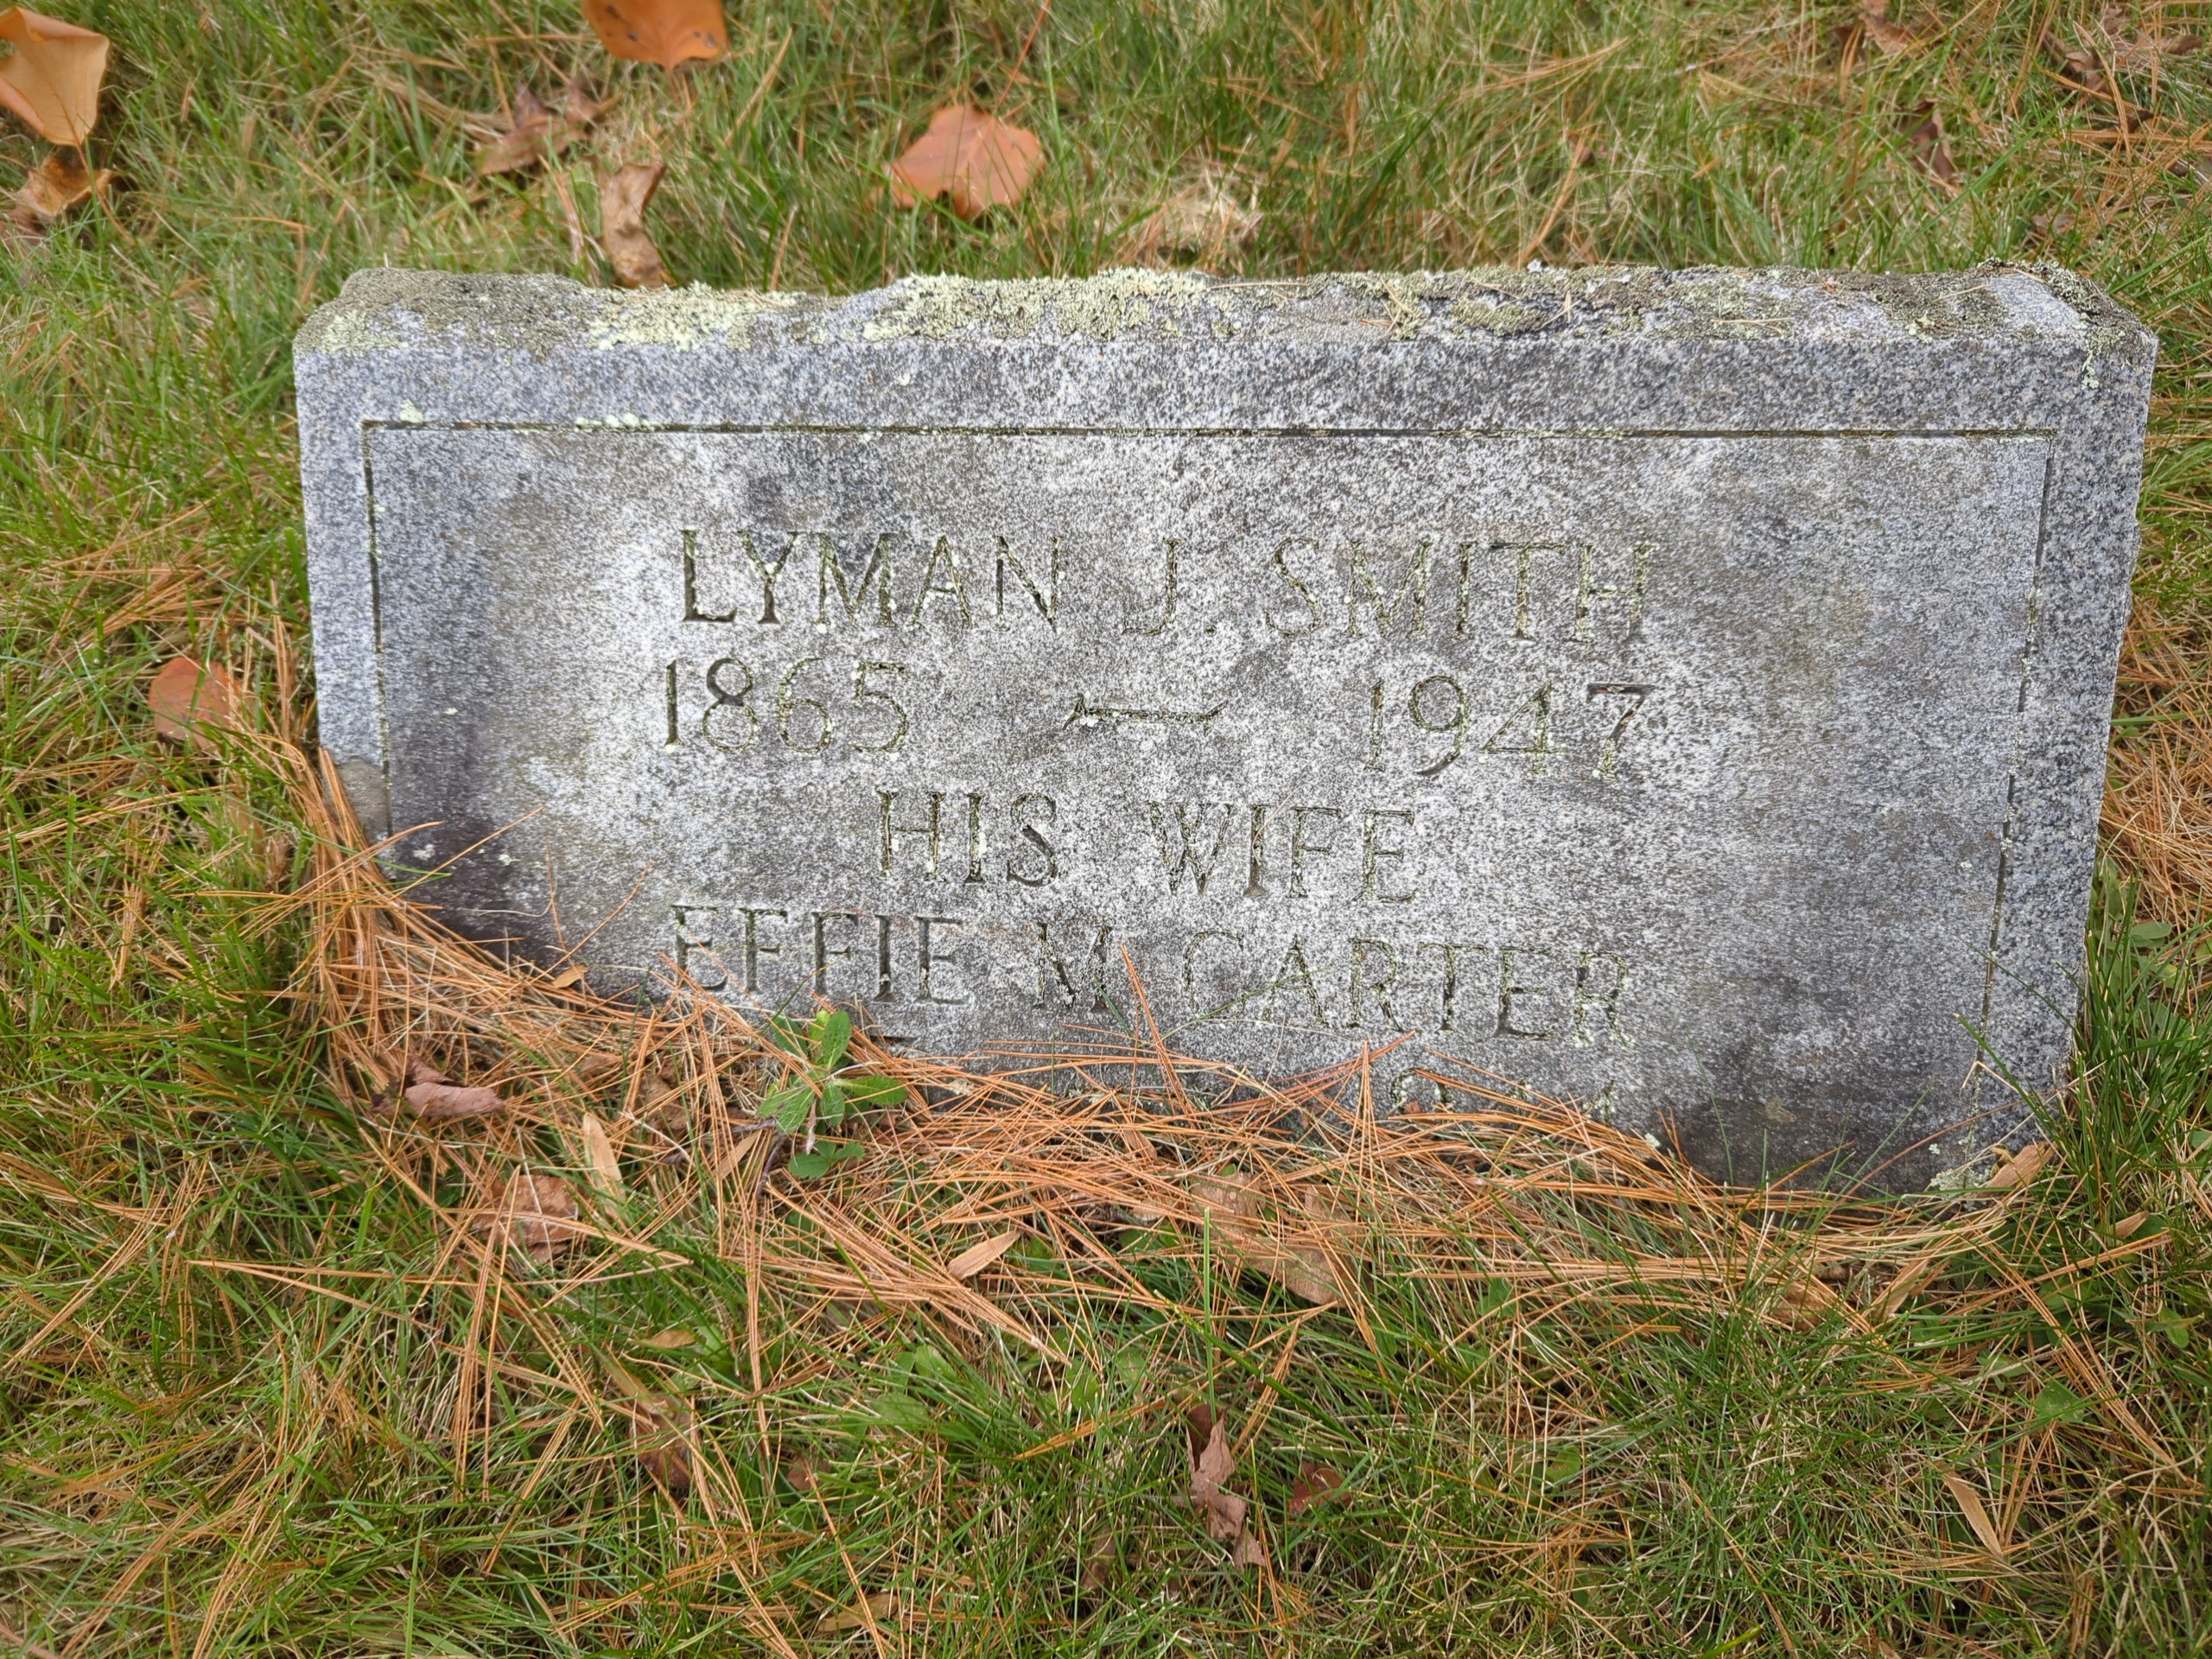 LYMAN J. SMITH
1865 — 1947
HIS WIFE
EFFIE M CARTER